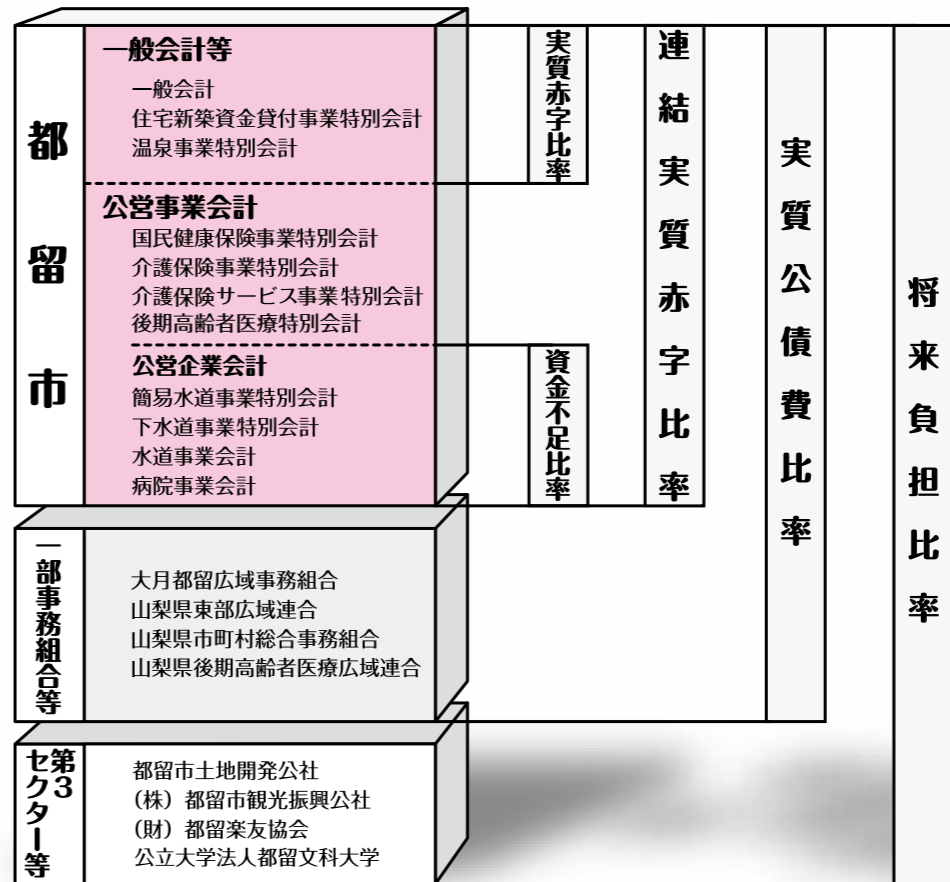 都留市
一般会計等
一般会計
住宅新築資金貸付事業特別会計
温泉事業特別会計
公営事業会計
国民健康保険事業特別会計
介護保険事業特別会計
介護保険サービス事業特別会計
後期高齢者医療特別会計
公営企業会計
簡易水道事業特別会計
下水道事業特別会計
水道事業会計
病院事業会計
実質赤字比率
資金不足比率
連結実質赤字比率
実質公債費比率
将来負担比率
一部事務組合等
大月都留広域事務組合
山梨県東部広域連合
山梨県市町村総合事務組合
山梨県後期高齢者医療広域連合
第3
セクター等
都留市土地開発公社
(株)都留市観光振興公社
(財)都留楽友協会
公立大学法人都留文科大学